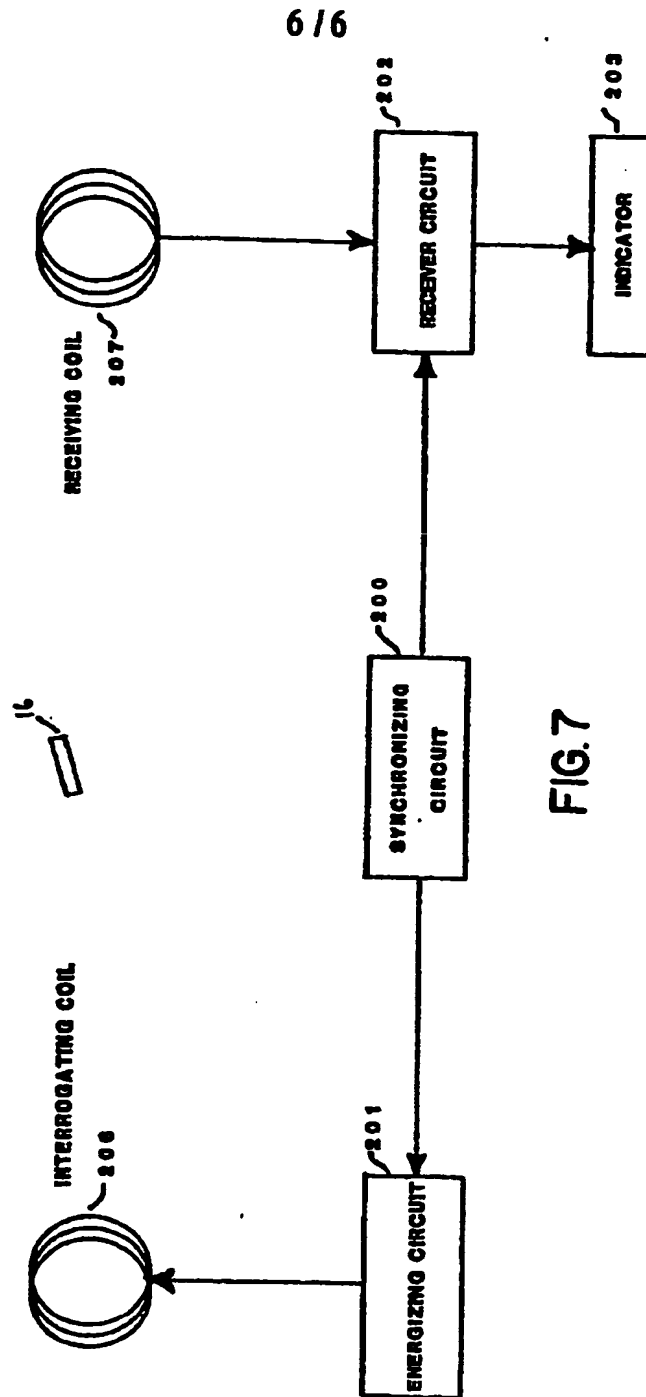 6/6
INTERROGATING COIL
206
16
RECEIVING COIL
207
201
ENERGIZING CIRCUIT
200
SYNCHRONIZING
CIRCUIT
202
RECEIVER CIRCUIT
203
INDICATOR
FIG. 7